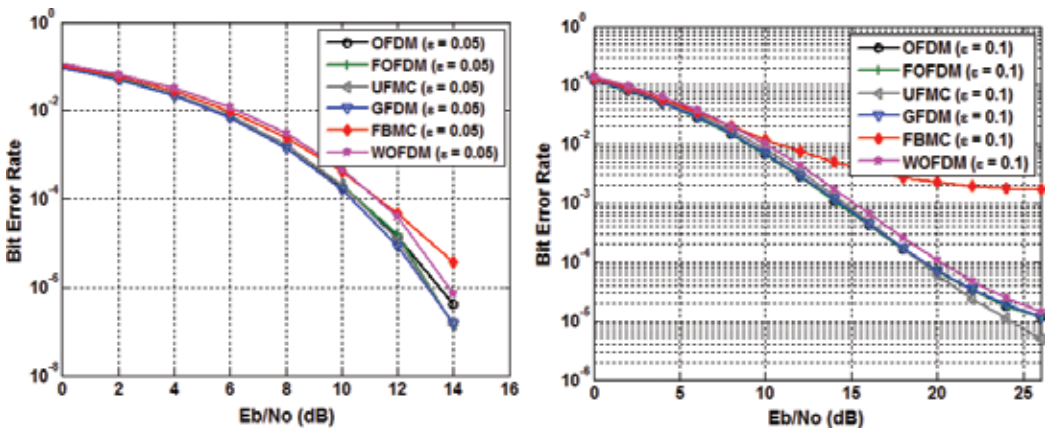 10^0
10^-2
10^-4
10^-6
10^-8
Bit Error Rate
0 2 4 6 8 10 12 14 16
Eb/No (dB)
OFDM (ε = 0.05)
FOFDM (ε = 0.05)
UFMC (ε = 0.05)
GFDM (ε = 0.05)
FBMC (ε = 0.05)
WOFDM (ε = 0.05)
10^0
10^-1
10^-2
10^-3
10^-4
10^-5
10^-6
Bit Error Rate
0 5 10 15 20 25
Eb/No (dB)
OFDM (ε = 0.1)
FOFDM (ε = 0.1)
UFMC (ε = 0.1)
GFDM (ε = 0.1)
FBMC (ε = 0.1)
WOFDM (ε = 0.1)